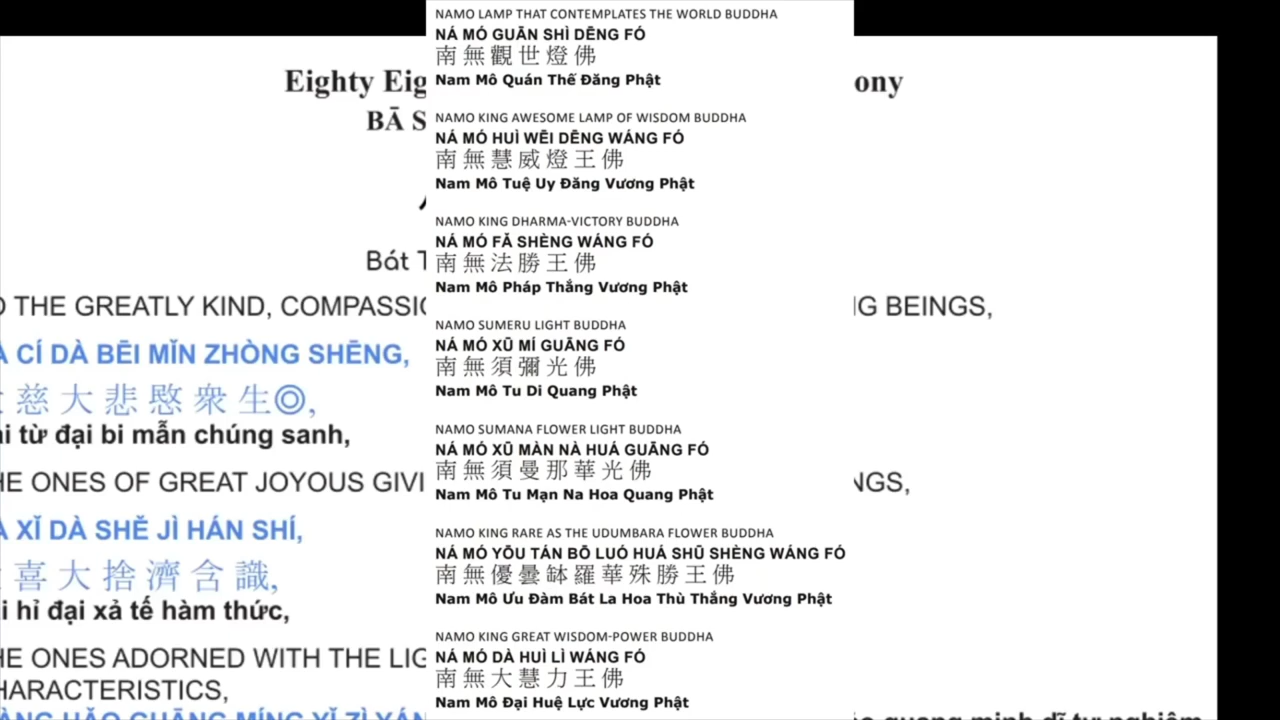 NAMO LAMP THAT CONTEMPLATES THE WORLD BUDDHA
NÁ MÓ GUĀN SHÌ DĒNG FÓ
南無觀世燈佛
Nam Mô Quán Thế Đăng Phật
NAMO KING AWESOME LAMP OF WISDOM BUDDHA
NÁ MÓ HUÌ WĒI DĒNG WÁNG FÓ
南無慧威燈王佛
Nam Mô Tuệ Uy Đăng Vương Phật
NAMO KING DHARMA-VICTORY BUDDHA
NÁ MÓ FǍ SHÈNG WÁNG FÓ
南無法勝王佛
Nam Mô Pháp Thắng Vương Phật
NAMO SUMERU LIGHT BUDDHA
NÁ MÓ XŪ MÍ GUĀNG FÓ
南無須彌光佛
Nam Mô Tu Di Quang Phật
NAMO SUMANA FLOWER LIGHT BUDDHA
NÁ MÓ XŪ MÀN NÀ HUÁ GUĀNG FÓ
南無須曼那華光佛
Nam Mô Tu Mạn Na Hoa Quang Phật
NAMO KING RARE AS THE UDUMBARA FLOWER BUDDHA
NÁ MÓ YŌU TÁN BŌ LUÓ HUÁ SHŪ SHÈNG WÁNG FÓ
南無優曇缽羅華殊勝王佛
Nam Mô Ưu Đàm Bát La Hoa Thù Thắng Vương Phật
NAMO KING GREAT WISDOM-POWER BUDDHA
NÁ MÓ DÀ HUÌ LÌ WÁNG FÓ
南無大慧力王佛
Nam Mô Đại Huệ Lực Vương Phật
Eighty Eig
ony
BĀ S
Bát T
THE GREATLY KIND, COMPASSIO
G BEINGS,
CÍ DÀ BĒI MǏN ZHÒNG SHĒNG,
慈大悲愍衆生◎,
từ đại bi mẫn chúng sanh,
HE ONES OF GREAT JOYOUS GIVI
NGS,
XǏ DÀ SHĚ JÌ HÁN SHÍ,
喜大捨濟含識,
hỉ đại xả tế hàm thức,
HE ONES ADORNED WITH THE LIG
HARACTERISTICS,